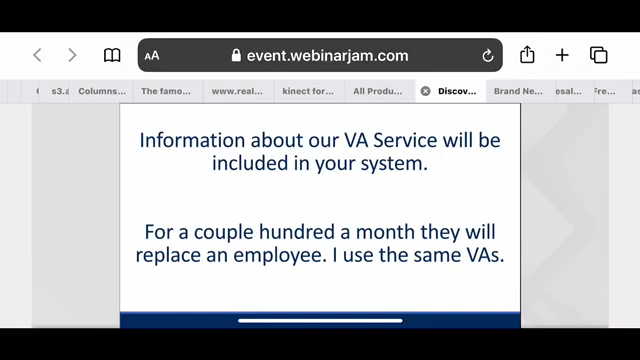 AA event.webinarjam.com
s3.a Columns... The famo... www.real... kinect for... All Produ... Discov... Brand Ne... esal... Fre...
Information about our VA Service will be
included in your system.
For a couple hundred a month they will
replace an employee. I use the same VAs.